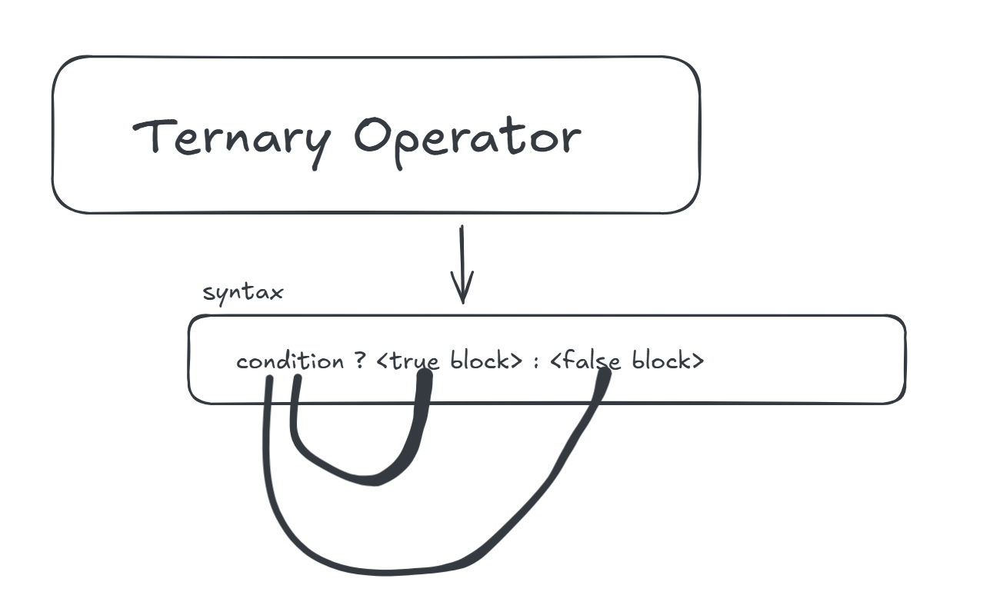 Ternary Operator
syntax
condition ? <true block> : <false block>